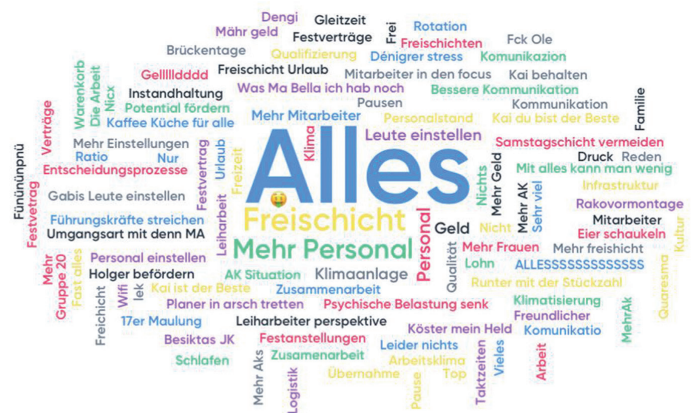 Dengi
Gleitzeit
Frei
Rotation
Mähr geld
Festverträge
Freischichten
Fck Ole
Brückentage
Qualifizierung
Dénigrer stress
Komunikazion
Gellllldddd
Freischicht Urlaub
Mitarbeiter in den focus
Kai behalten
Warenkorb
Die Arbeit
Nicx
Instandhaltung
Was Ma Bella ich hab noch
Bessere Kommunikation
Potential fördern
Pausen
Kommunikation
Familie
Kaffee Küche für alle
Mehr Mitarbeiter
Personalstand
Kai du bist der Beste
Verträge
Mehr Einstellungen
Klima
Leute einstellen
Samstagschicht vermeiden
Ratio
Nur
Urlaub
Freizeit
Alles
Druck
Reden
Entscheidungsprozesse
Festvertrag
Nichts
Mehr Geld
Mit alles kann man wenig
Fünününpnü
Festvetrag
Gabis Leute einstellen
Mehr AK
Sehr viel
Infrastruktur
Rakovormontage
Führungskräfte streichen
Leiharbeit
Freischicht
Personal
Geld
Nicht
Mitarbeiter
Umgangsart mit denn MA
Eier schaukeln
Kultur
Mehr Personal
Qualität
Mehr Frauen
Mehr freishicht
Mehr
Gruppe 20
Fast alles
Personal einstellen
Lohn
ALLESSSSSSSSSSSSS
Holger befördern
AK Situation
Klimaanlage
Runter mit der Stückzahl
Quaresma
Freichicht
Wifi
Iek
Kai ist der Beste
Zusammenarbeit
Klimatisierung
MehrAk
Planer in arsch tretten
Psychische Belastung senk
Freundlicher
17er Maulung
Leiharbeiter perspektive
Köster mein Held
Komunikatio
Besiktas JK
Festanstellungen
Leider nichts
Taktzeiten
Vieles
Arbeit
Schlafen
Mehr Aks
Zusamenarbeit
Arbeitsklima
Logistik
Übernahme
Pause
Top